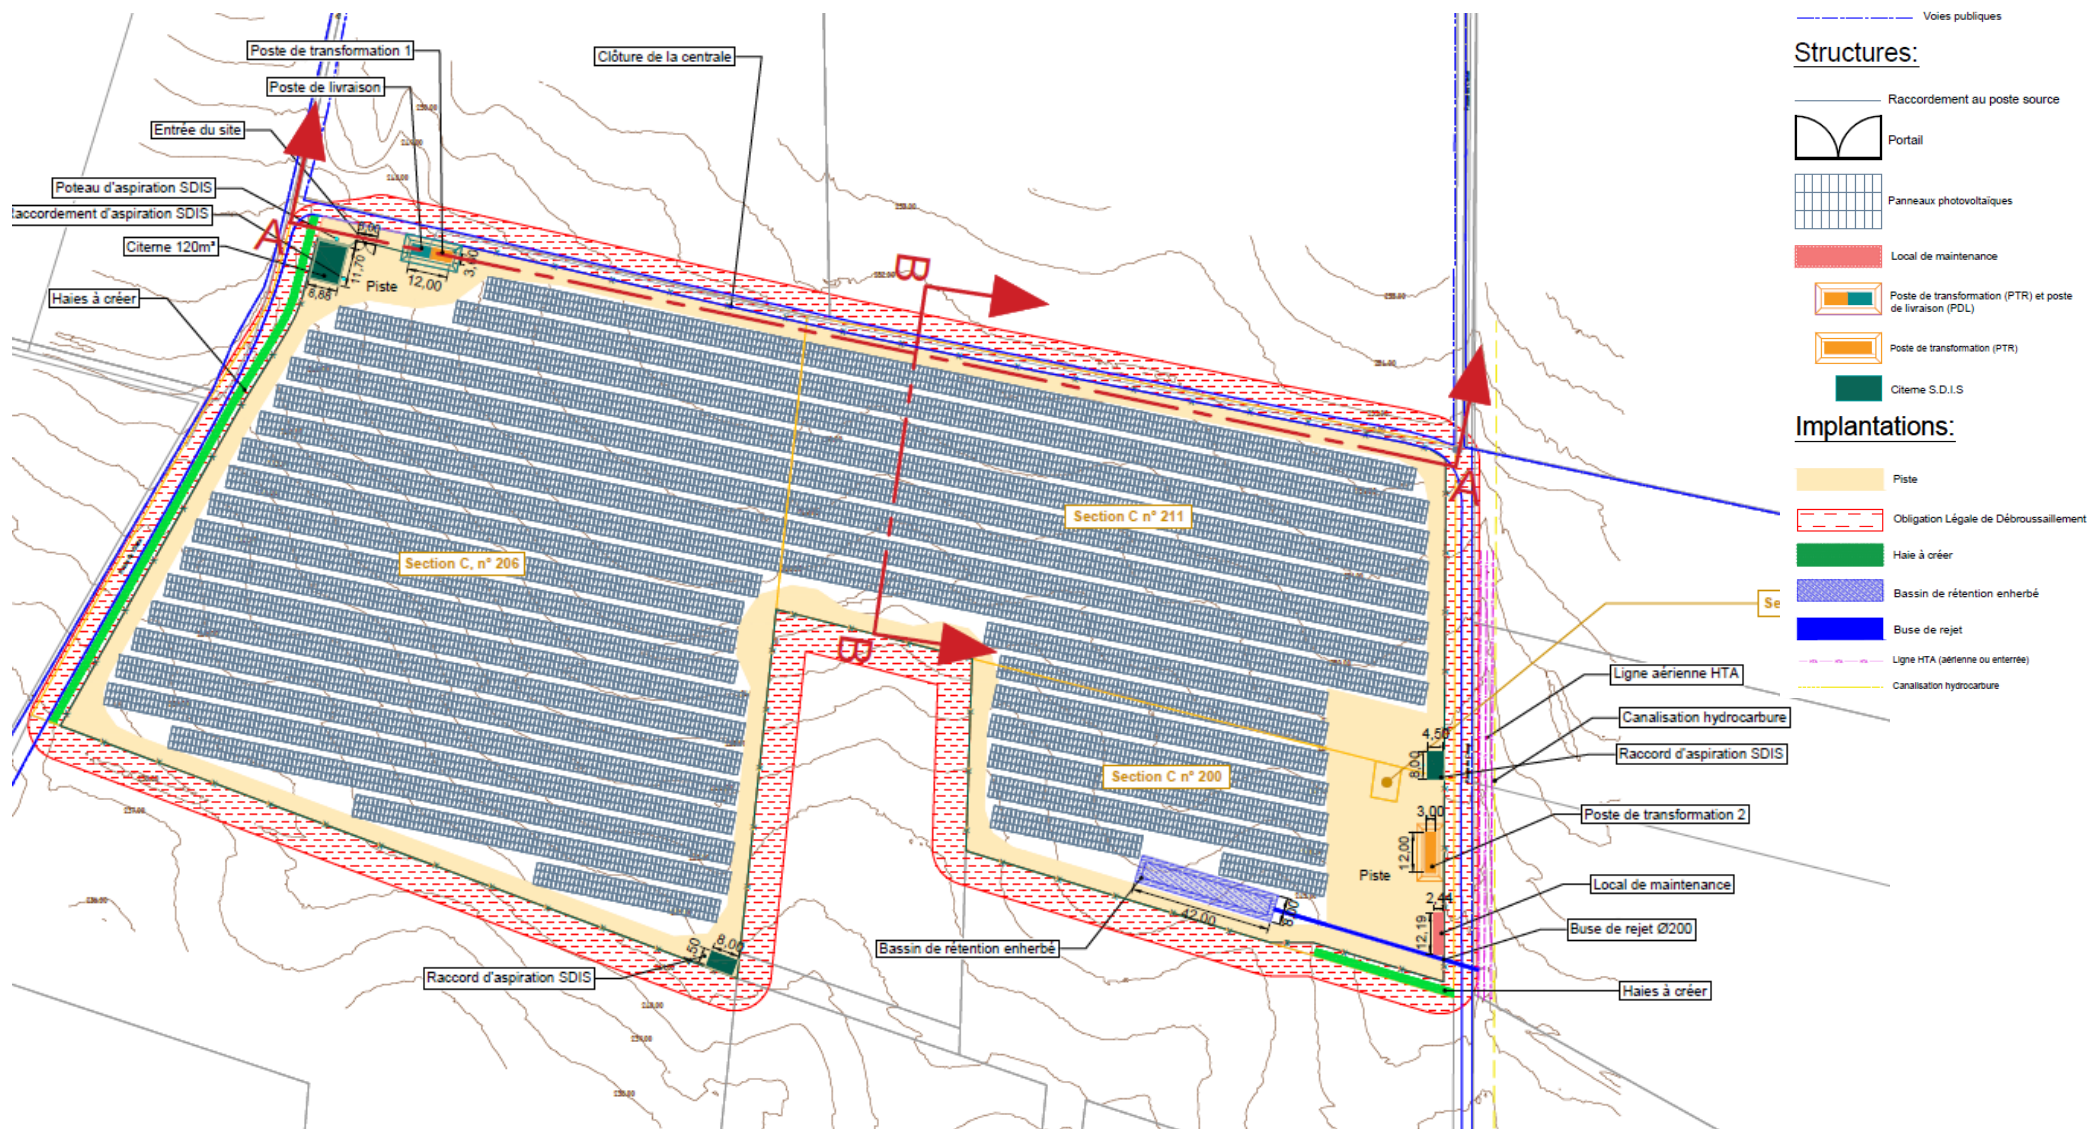 Voies publiques
Structures:
Raccordement au poste source
Portail
Panneaux photovoltaïques
Local de maintenance
Poste de transformation (PTR) et poste
de livraison (PDL)
Poste de transformation (PTR)
Citerne S.D.I.S
Implantations:
Piste
Obligation Légale de Débroussaillement
Haie à créer
Bassin de rétention enherbé
Buse de rejet
Ligne HTA (aérienne ou enterrée)
Canalisation hydrocarbure
Poste de transformation 1
Clôture de la centrale
Poste de livraison
Entrée du site
Poteau d'aspiration SDIS
Raccordement d'aspiration SDIS
Citerne 120m³
Haies à créer
A
11,70
8,88
Piste
12,00
B
A
Section C n° 211
Section C, n° 206
B
Se
Ligne aérienne HTA
Canalisation hydrocarbure
4,50
8,00
Raccord d'aspiration SDIS
Section C n° 200
3,00
Poste de transformation 2
12,00
Piste
Local de maintenance
2,44
12,19
Buse de rejet Ø200
42,00
Bassin de rétention enherbé
8,00
Raccord d'aspiration SDIS
Haies à créer